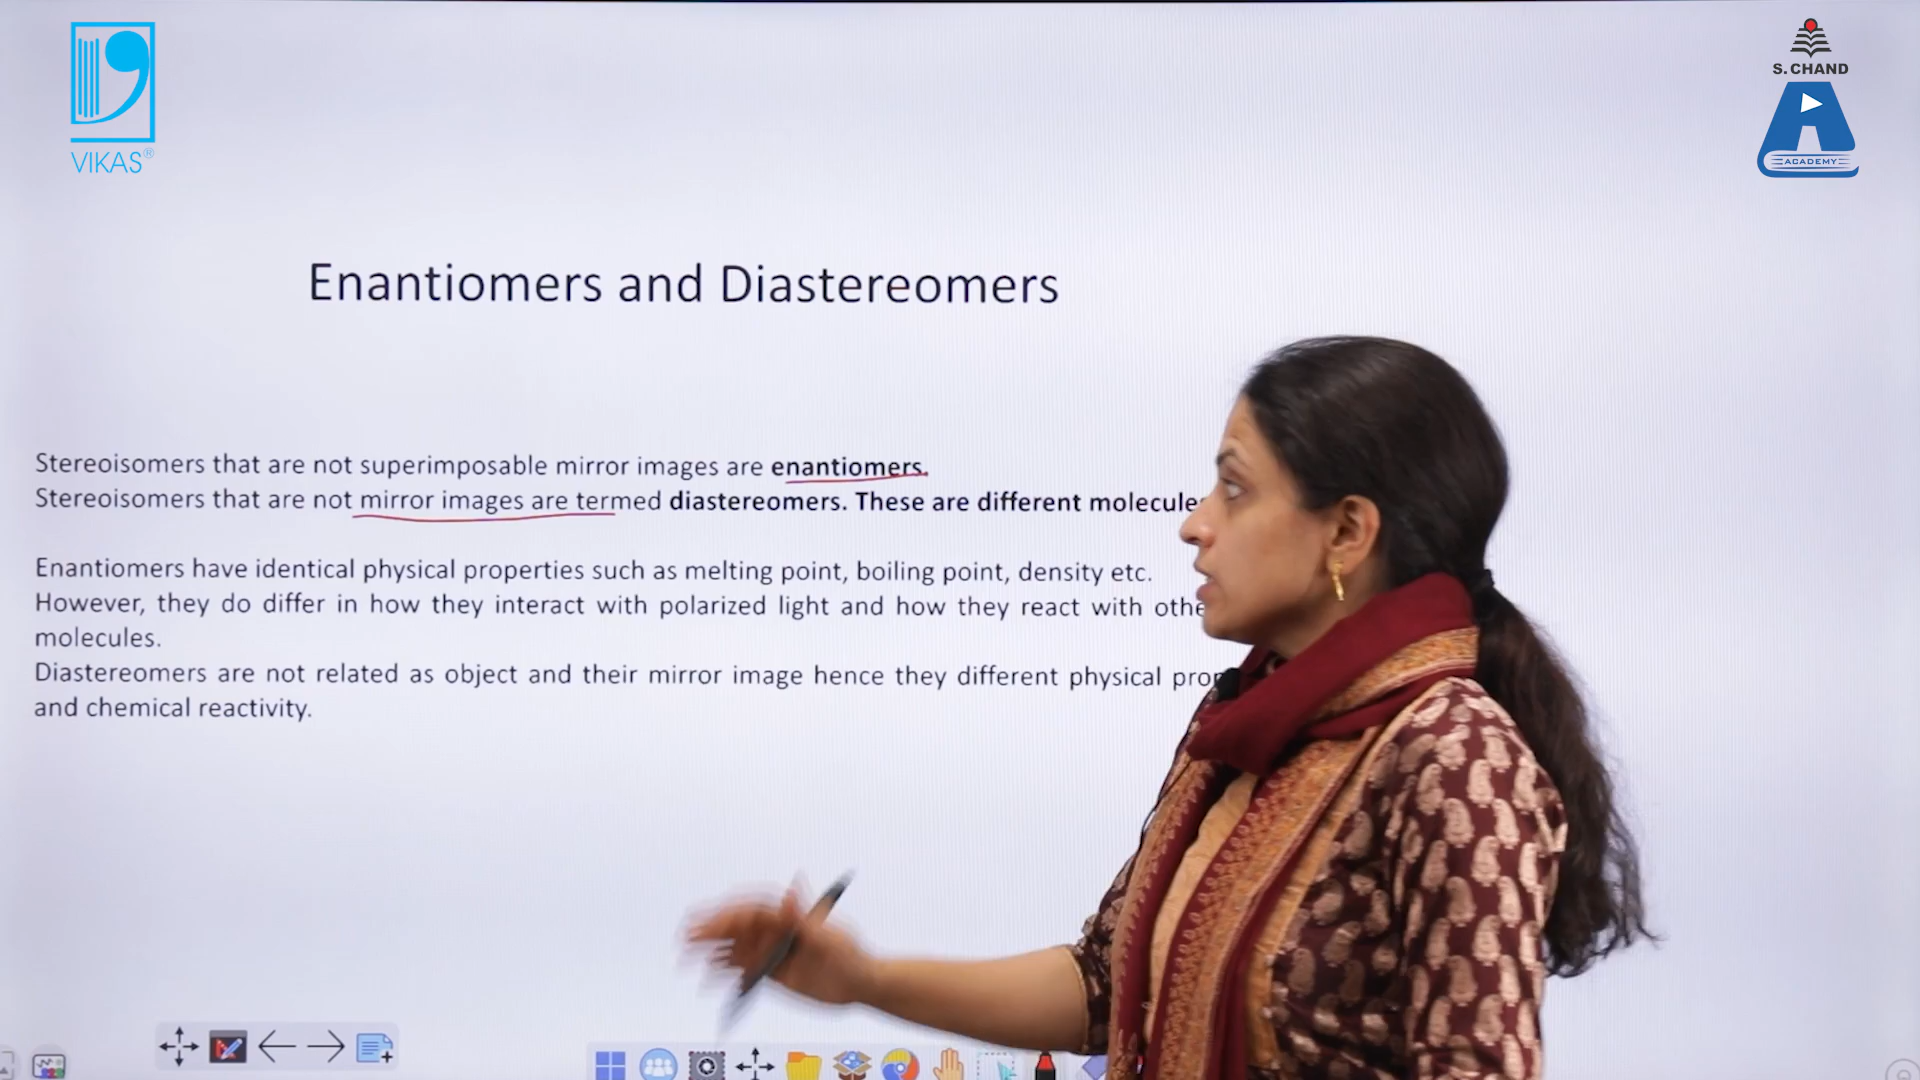 VIKAS®
S. CHAND
ACADEMY
Enantiomers and Diastereomers
Stereoisomers that are not superimposable mirror images are enantiomers.
Stereoisomers that are not mirror images are termed diastereomers. These are different
Enantiomers have identical physical properties such as melting point, boiling point, density etc.
However, they do differ in how they interact with polarized light and how they react with
molecules.
Diastereomers are not related as object and their mirror image hence they different physical
and chemical reactivity.